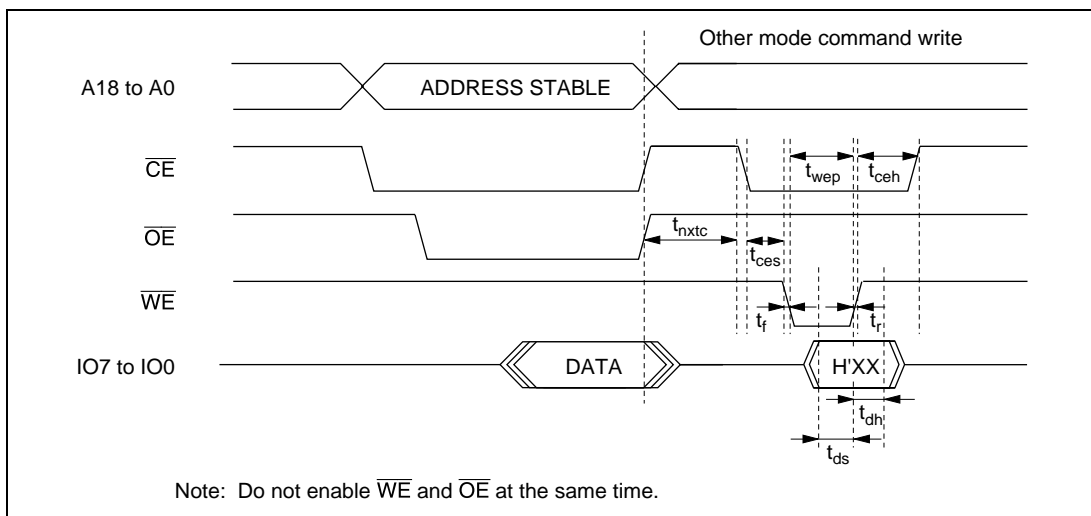 Other mode command write
A18 to A0
ADDRESS STABLE
CE
twep
tceh
OE
tnxtc
tces
WE
tf
tr
IO7 to IO0
DATA
H'XX
tdh
tds
Note: Do not enable WE and OE at the same time.